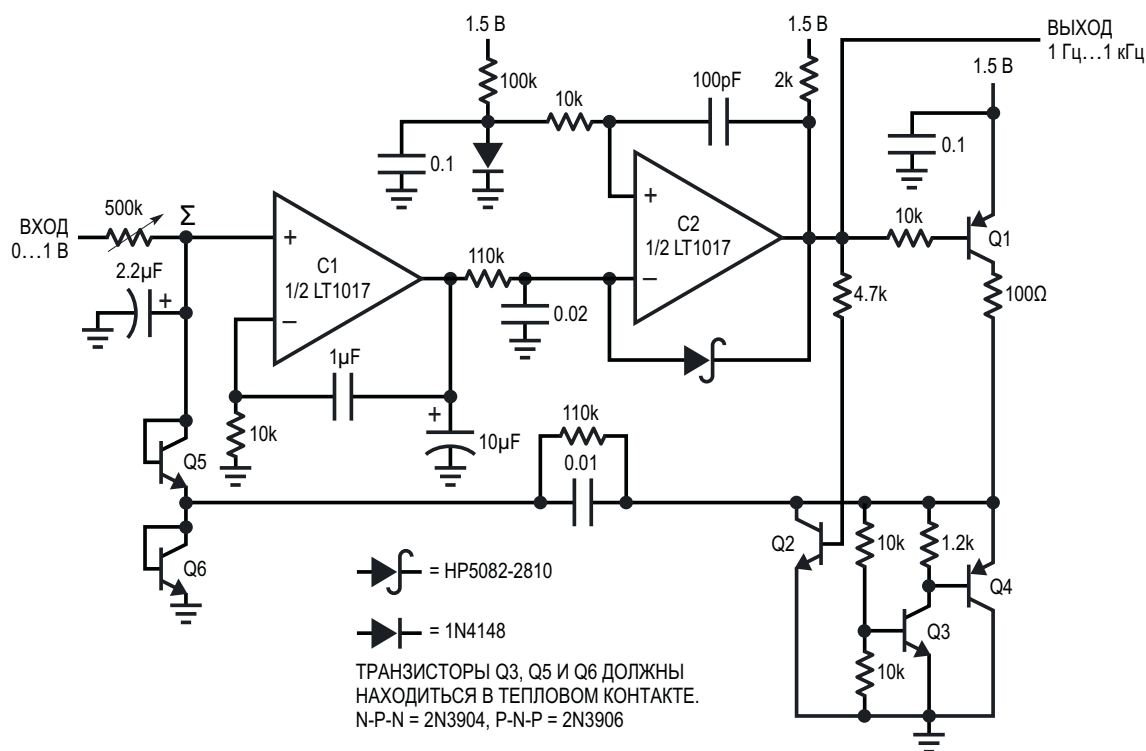 1.5 В
1.5 В
ВЫХОД
1 Гц…1 кГц
100k
10k
100pF
2k
1.5 В
0.1
0.1
500k
Σ
ВХОД
0…1 В
+
C1
1/2 LT1017
−
110k
+
C2
1/2 LT1017
−
10k
Q1
2.2µF
+
0.02
4.7k
100Ω
1µF
10k
+
10µF
110k
0.01
Q5
Q6
Q2
10k
1.2k
Q4
Q3
10k
= HP5082-2810
= 1N4148
ТРАНЗИСТОРЫ Q3, Q5 И Q6 ДОЛЖНЫ
НАХОДИТЬСЯ В ТЕПЛОВОМ КОНТАКТЕ.
N-P-N = 2N3904, P-N-P = 2N3906